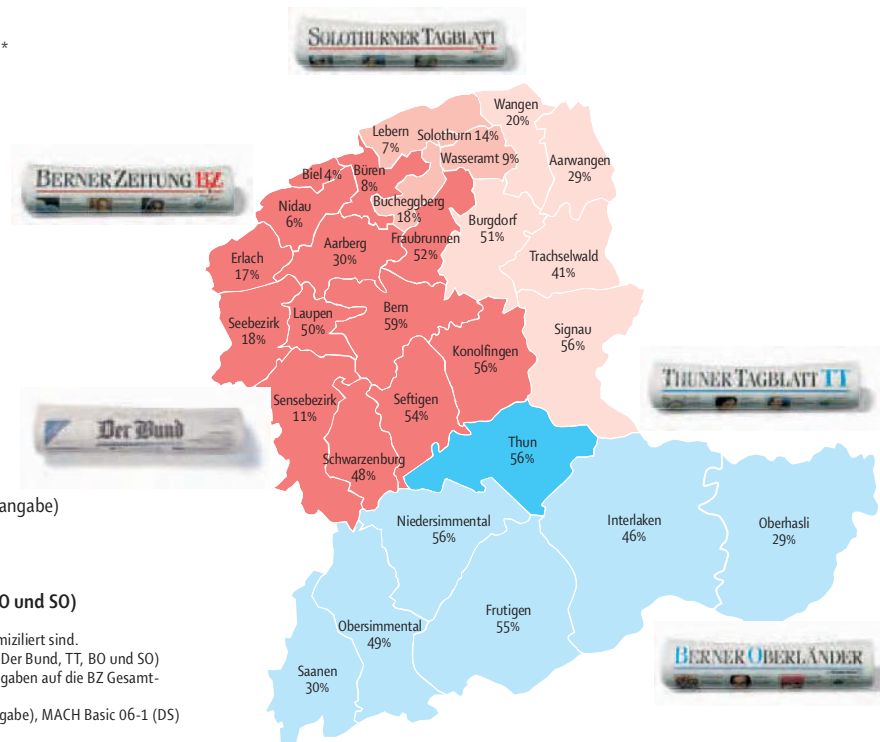 *
SOLOTHURNER TAGBLATT
BERNER ZEITUNG BZ
Wangen
20%
Lebern
7%
Solothurn 14%
Wasseramt 9%
Aarwangen
29%
Biel 4%
Büren
8%
Bucheggberg
18%
Nidau
6%
Burgdorf
51%
Aarberg
30%
Fraubrunnen
52%
Erlach
17%
Trachselwald
41%
Seebezirk
18%
Laupen
50%
Bern
59%
Signau
56%
Konolfingen
56%
THUNER TAGBLATT TT
Sensebezirk
11%
Seftigen
54%
Der Bund
Thun
56%
Schwarzenburg
48%
angabe)
Niedersimmental
56%
Interlaken
46%
Oberhasli
29%
O und SO)
Frutigen
55%
Obersimmental
49%
miziliert sind.
Der Bund, TT, BO und SO)
gaben auf die BZ Gesamt-
BERNER OBERLÄNDER
Saanen
30%
gabe), MACH Basic 06-1 (DS)